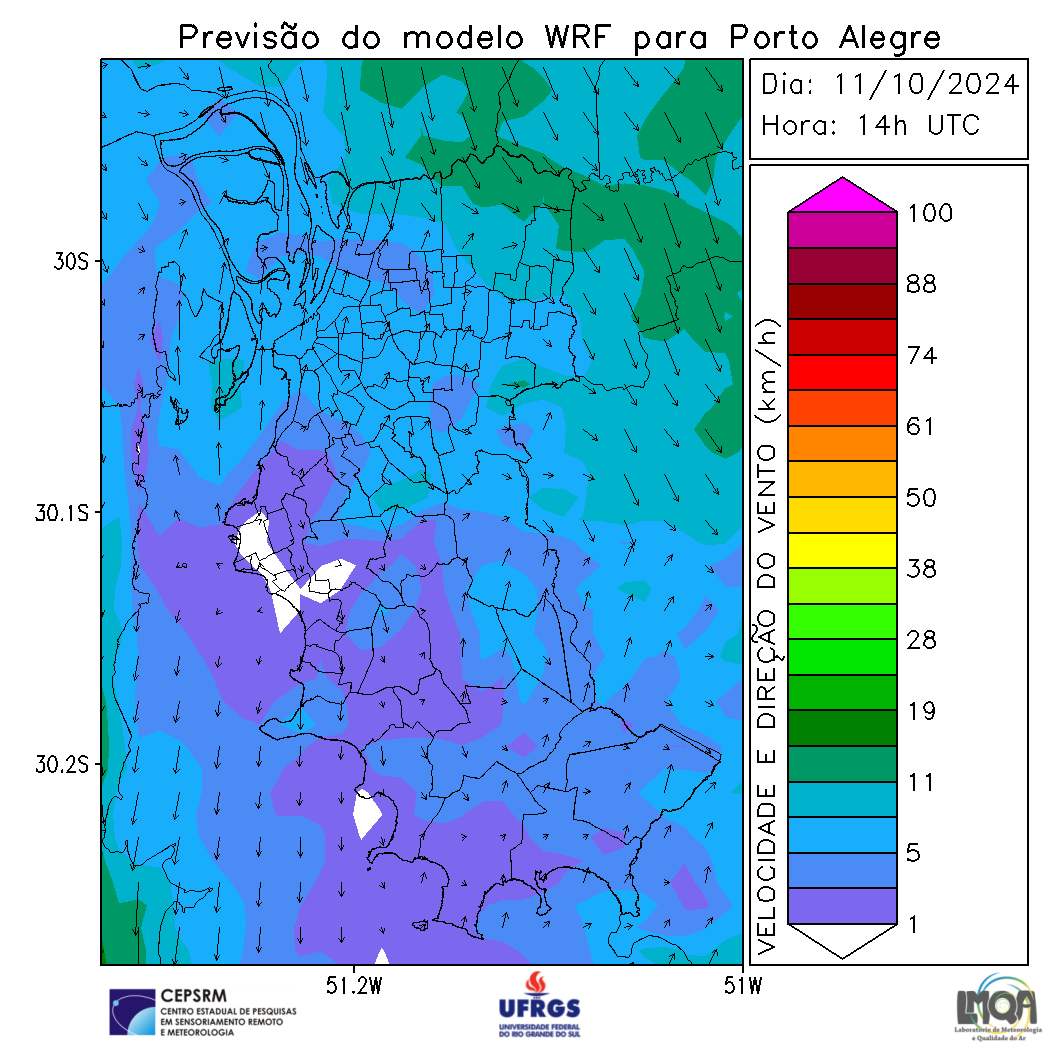 Previsão do modelo WRF para Porto Alegre
Dia: 11/10/2024
Hora: 14h UTC
30S
30.1S
30.2S
51.2W
51W
VELOCIDADE E DIREÇÃO DO VENTO (km/h)
100
88
74
61
50
38
28
19
11
5
1
CEPSRM
CENTRO ESTADUAL DE PESQUISAS
EM SENSORIAMENTO REMOTO
E METEOROLOGIA
UFRGS
UNIVERSIDADE FEDERAL
DO RIO GRANDE DO SUL
LMQA
Laboratório de Meteorologia
e Qualidade do Ar